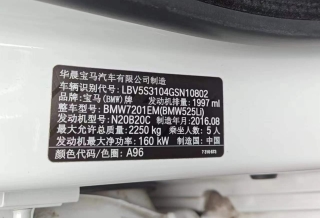 华晨宝马汽车有限公司制造
车辆识别代号: LBV5S3104GSN10802
品牌: 宝马(BMW)牌 发动机排量: 1997 ml
整车型号: BMW7201EM(BMW525Li)
发动机型号: N20B20C 制造年月: 2016.08
最大允许总质量: 2250 kg 乘坐人数: 5 人
发动机最大净功率: 160 kW 制造国: 中国
颜色代码/色号: A96